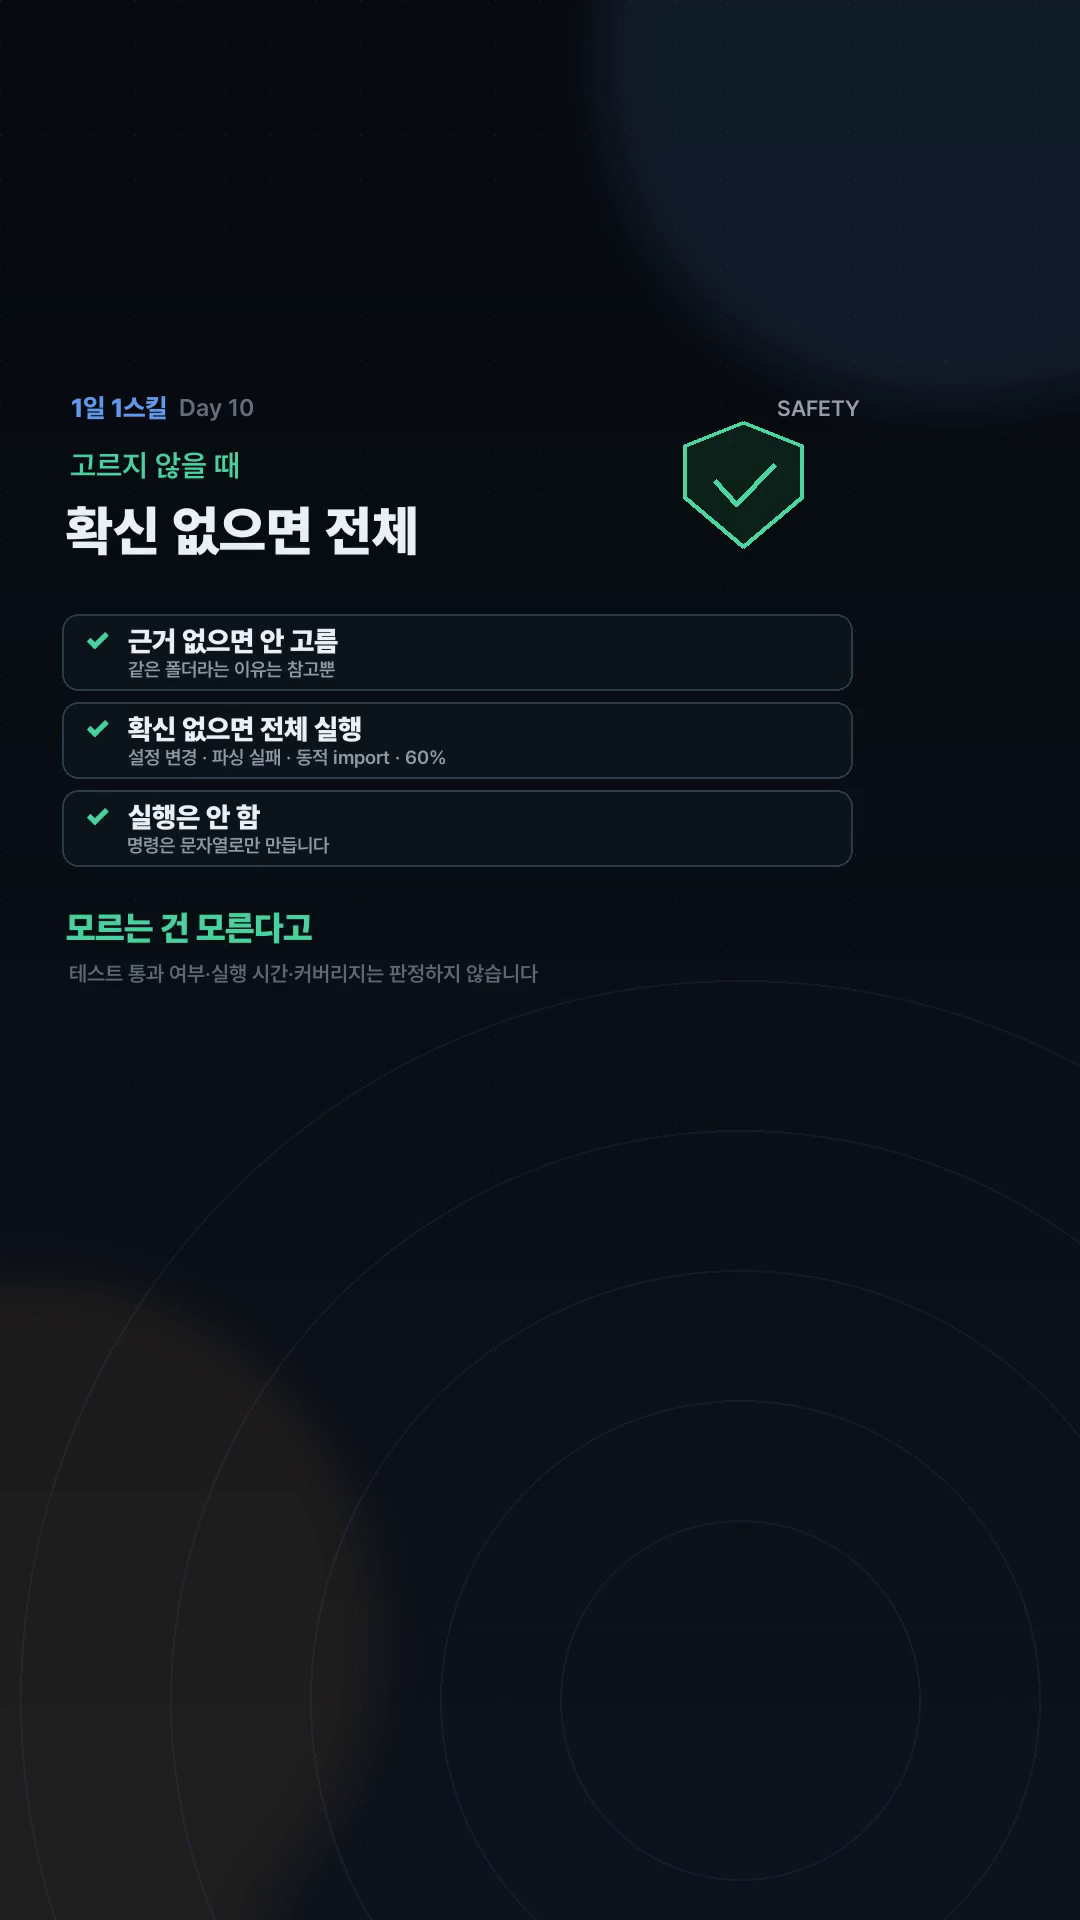 1일 1스킬 Day 10
SAFETY
고르지 않을 때
확신 없으면 전체
근거 없으면 안 고름
같은 폴더라는 이유는 참고뿐
확신 없으면 전체 실행
설정 변경 · 파싱 실패 · 동적 import · 60%
실행은 안 함
명령은 문자열로만 만듭니다
모르는 건 모른다고
테스트 통과 여부·실행 시간·커버리지는 판정하지 않습니다